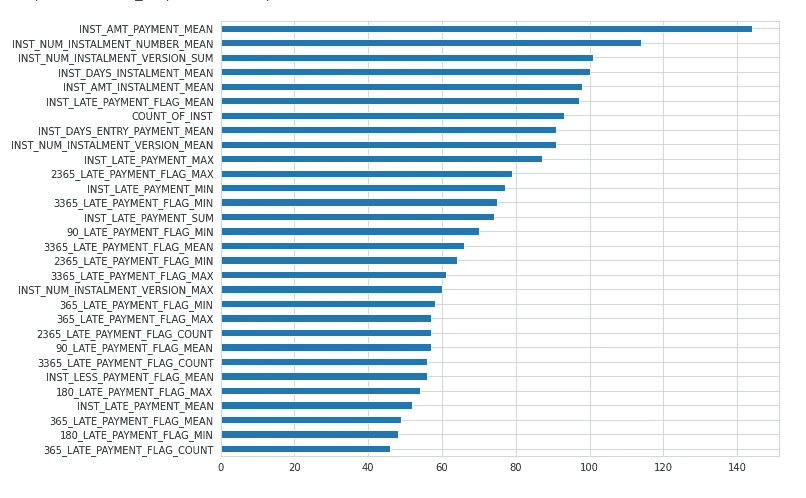 INST_AMT_PAYMENT_MEAN
INST_NUM_INSTALMENT_NUMBER_MEAN
INST_NUM_INSTALMENT_VERSION_SUM
INST_DAYS_INSTALMENT_MEAN
INST_AMT_INSTALMENT_MEAN
INST_LATE_PAYMENT_FLAG_MEAN
COUNT_OF_INST
INST_DAYS_ENTRY_PAYMENT_MEAN
INST_NUM_INSTALMENT_VERSION_MEAN
INST_LATE_PAYMENT_MAX
2365_LATE_PAYMENT_FLAG_MAX
INST_LATE_PAYMENT_MIN
3365_LATE_PAYMENT_FLAG_MIN
INST_LATE_PAYMENT_SUM
90_LATE_PAYMENT_FLAG_MIN
3365_LATE_PAYMENT_FLAG_MEAN
2365_LATE_PAYMENT_FLAG_MIN
3365_LATE_PAYMENT_FLAG_MAX
INST_NUM_INSTALMENT_VERSION_MAX
365_LATE_PAYMENT_FLAG_MIN
365_LATE_PAYMENT_FLAG_MAX
2365_LATE_PAYMENT_FLAG_COUNT
90_LATE_PAYMENT_FLAG_MEAN
3365_LATE_PAYMENT_FLAG_COUNT
INST_LESS_PAYMENT_FLAG_MEAN
180_LATE_PAYMENT_FLAG_MAX
INST_LATE_PAYMENT_MEAN
365_LATE_PAYMENT_FLAG_MEAN
180_LATE_PAYMENT_FLAG_MIN
365_LATE_PAYMENT_FLAG_COUNT
0 20 40 60 80 100 120 140